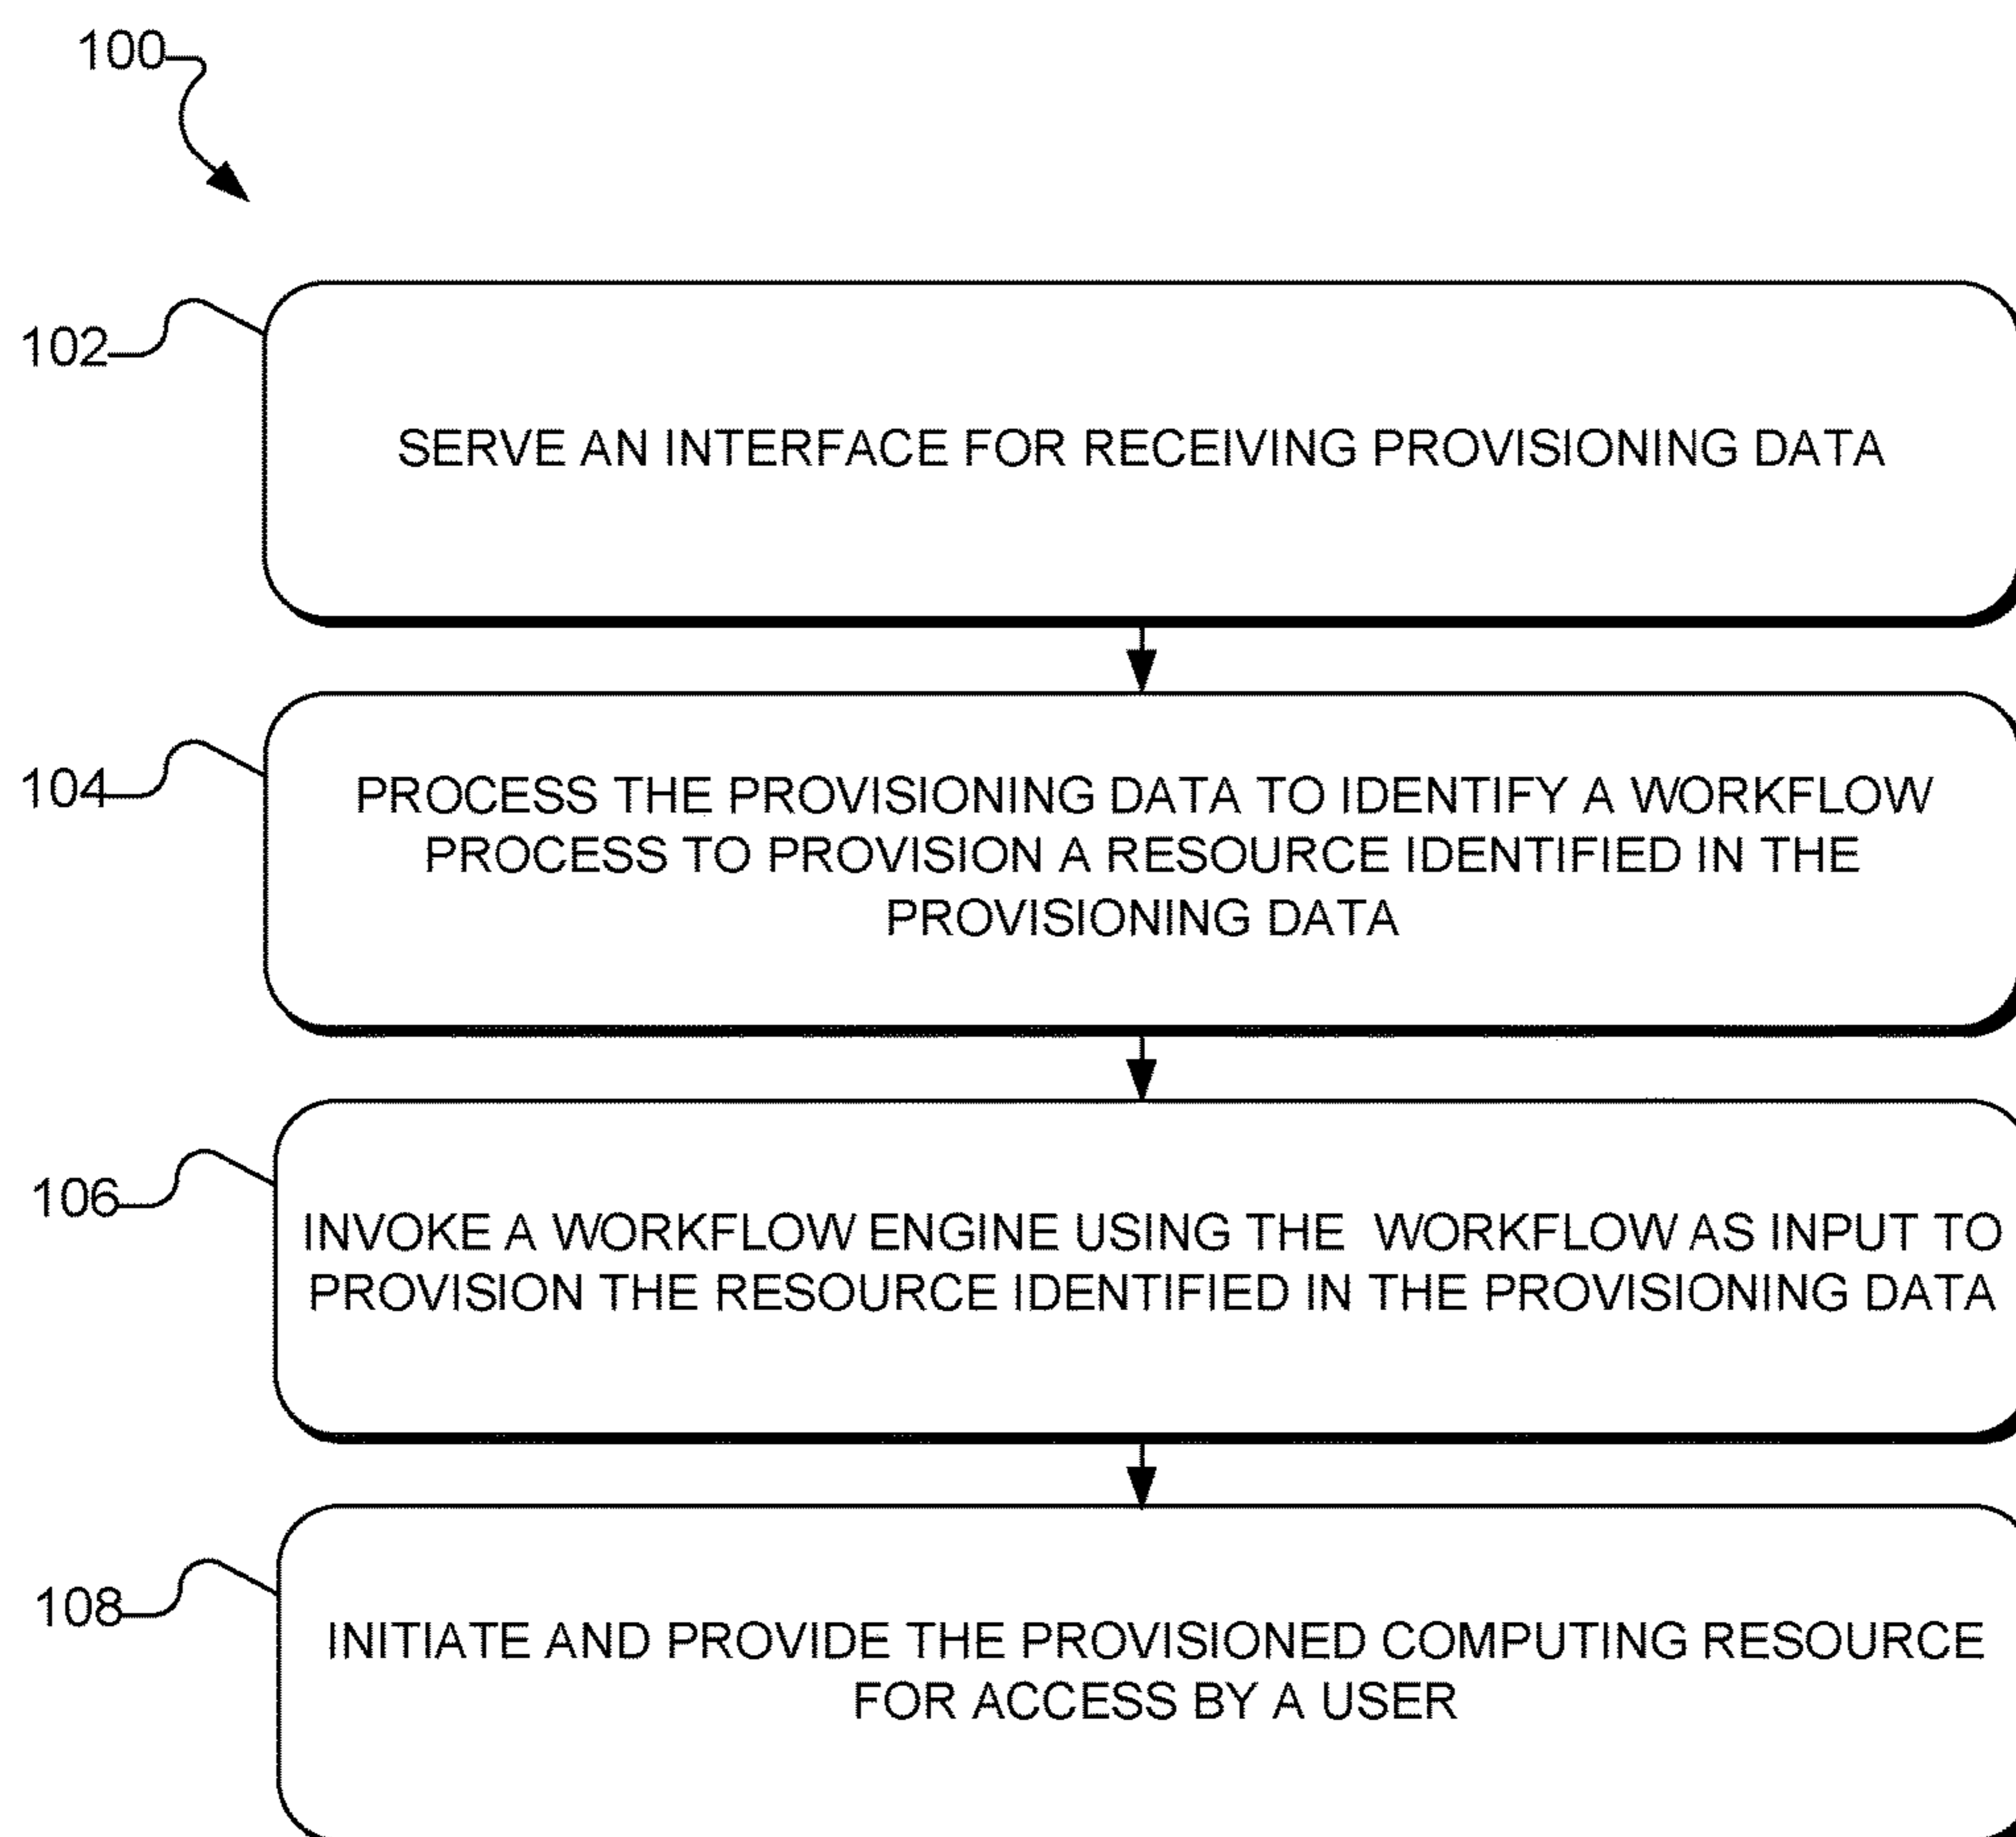 100
102
SERVE AN INTERFACE FOR RECEIVING PROVISIONING DATA
104
PROCESS THE PROVISIONING DATA TO IDENTIFY A WORKFLOW
PROCESS TO PROVISION A RESOURCE IDENTIFIED IN THE
PROVISIONING DATA
106
INVOKE A WORKFLOW ENGINE USING THE WORKFLOW AS INPUT TO
PROVISION THE RESOURCE IDENTIFIED IN THE PROVISIONING DATA
108
INITIATE AND PROVIDE THE PROVISIONED COMPUTING RESOURCE
FOR ACCESS BY A USER